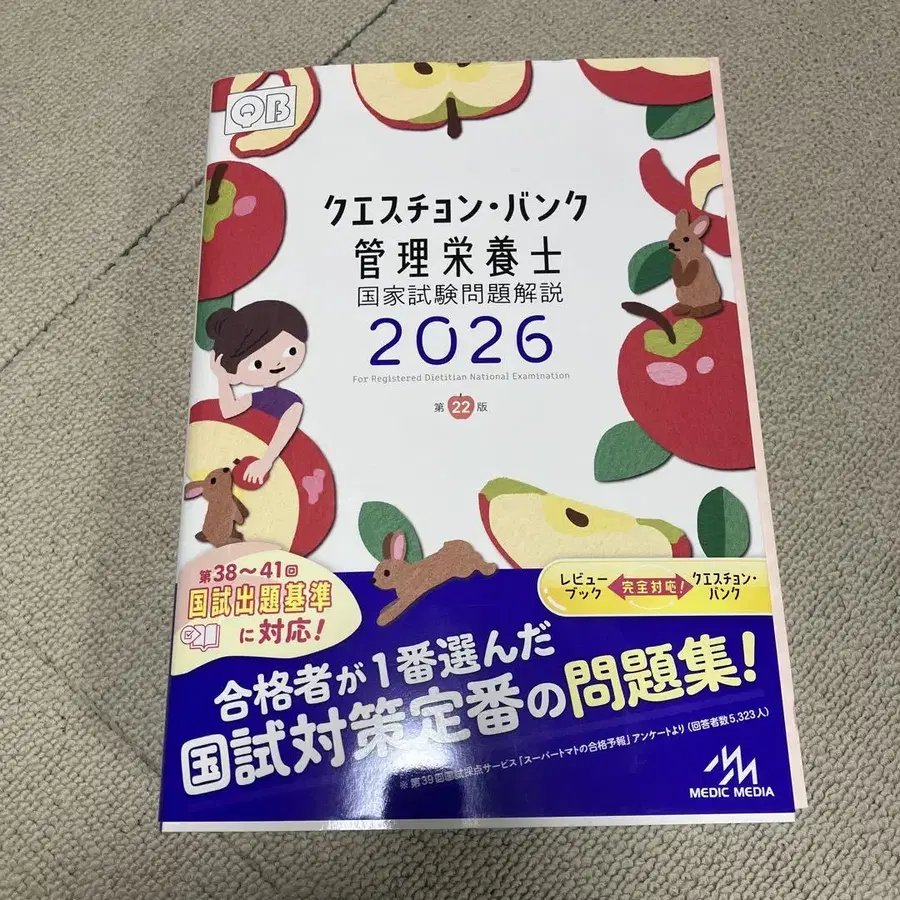 QB
クエスチョン・バンク
管理栄養士
国家試験問題解説
2026
For Registered Dietitian National Examination
第22版
第38〜41回
国試出題基準
に対応!
レビュー
ブック
完全対応!
クエスチョン・
バンク
合格者が1番選んだ
国試対策定番の問題集!
※第39回国試採点サービス「スーパートマトの合格予報」アンケートより(回答者数5,323人)
MEDIC MEDIA